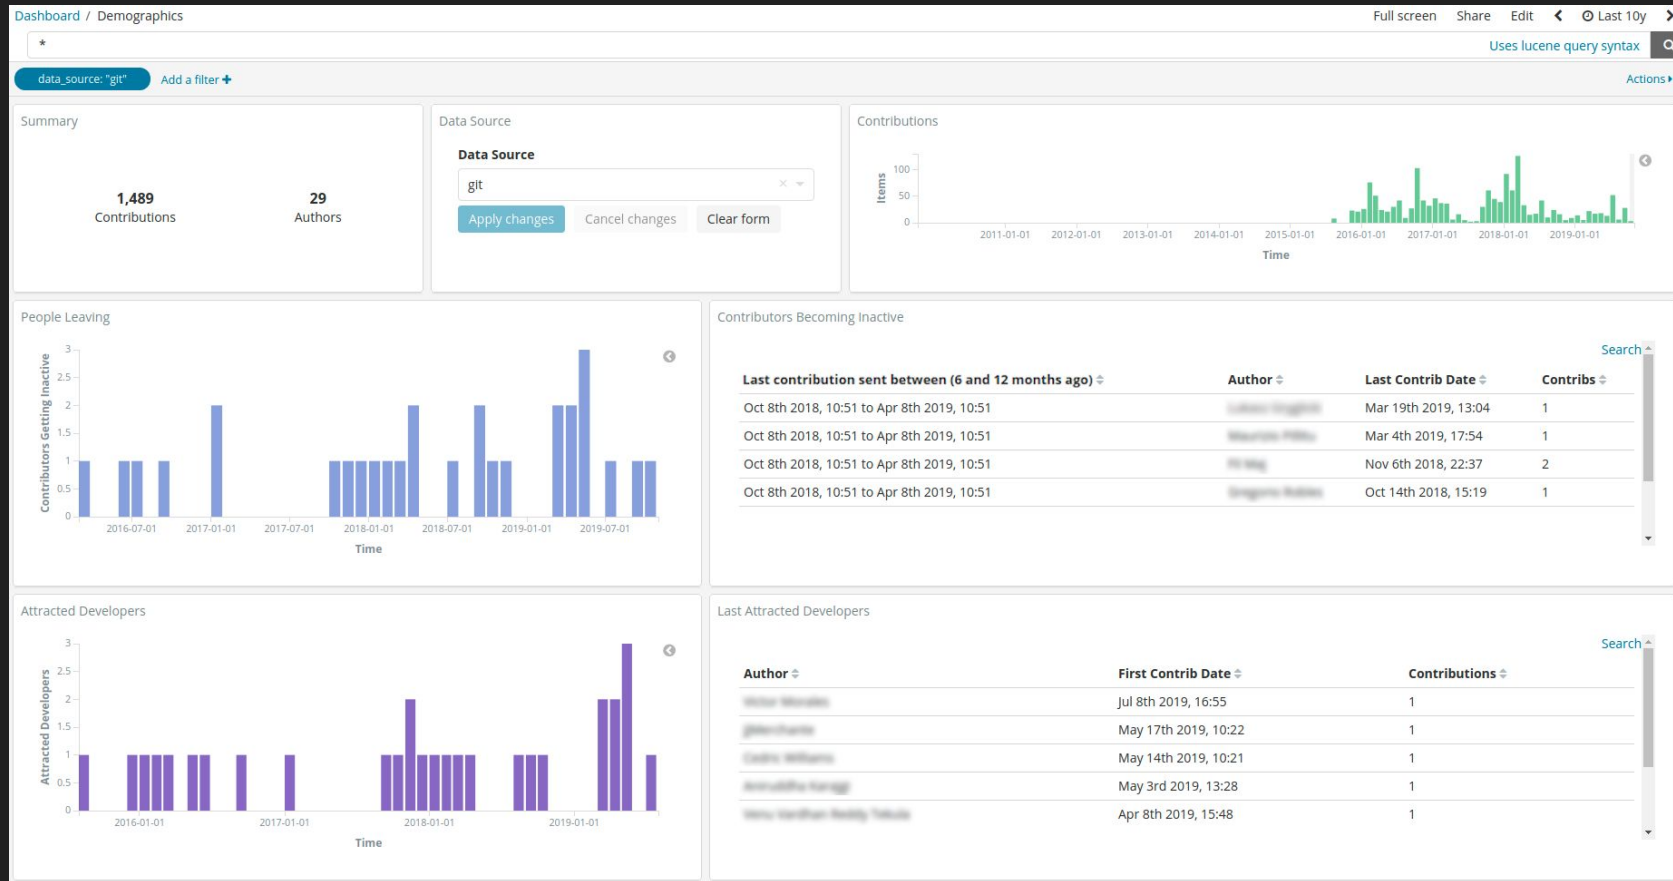 Dashboard / Demographics
Full screen Share Edit Last 10y
*
Uses lucene query syntax
data_source: "git" Add a filter
Actions
Summary
1,489
Contributions
29
Authors
Data Source
Data Source
git
Apply changes Cancel changes Clear form
Contributions
Items
100
50
0
2011-01-01 2012-01-01 2013-01-01 2014-01-01 2015-01-01 2016-01-01 2017-01-01 2018-01-01 2019-01-01
Time
People Leaving
Contributors Getting Inactive
3
2.5
2
1.5
1
0.5
0
2016-07-01 2017-01-01 2017-07-01 2018-01-01 2018-07-01 2019-01-01 2019-07-01
Time
Contributors Becoming Inactive
Search
Last contribution sent between (6 and 12 months ago) Author Last Contrib Date Contribs
Oct 8th 2018, 10:51 to Apr 8th 2019, 10:51 Mar 19th 2019, 13:04 1
Oct 8th 2018, 10:51 to Apr 8th 2019, 10:51 Mar 4th 2019, 17:54 1
Oct 8th 2018, 10:51 to Apr 8th 2019, 10:51 Nov 6th 2018, 22:37 2
Oct 8th 2018, 10:51 to Apr 8th 2019, 10:51 Oct 14th 2018, 15:19 1
Attracted Developers
Attracted Developers
3
2.5
2
1.5
1
0.5
0
2016-01-01 2017-01-01 2018-01-01 2019-01-01
Time
Last Attracted Developers
Search
Author First Contrib Date Contributions
Jul 8th 2019, 16:55 1
May 17th 2019, 10:22 1
May 14th 2019, 10:21 1
May 3rd 2019, 13:28 1
Apr 8th 2019, 15:48 1